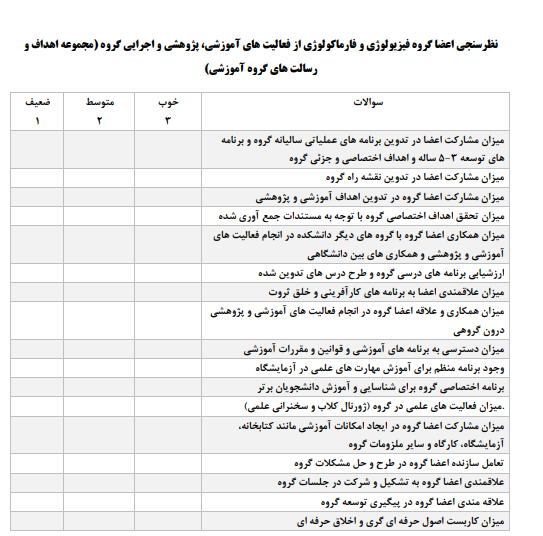 نظرسنجی اعضا گروه فیزیولوژی و فارماکولوژی از فعالیت های آموزشی، پژوهشی و اجرایی گروه (مجموعه اهداف و
رسالت های گروه آموزشی)
سوالات خوب متوسط ضعیف
۳ ۲ ۱
میزان مشارکت اعضا در تدوین برنامه های عملیاتی سالیانه گروه و برنامه
های توسعه ۳-۵ ساله و اهداف اختصاصی و جزئی گروه
میزان مشارکت اعضا در تدوین نقشه راه گروه
میزان مشارکت اعضا گروه در تدوین اهداف آموزشی و پژوهشی
میزان تحقق اهداف اختصاصی گروه با توجه به مستندات جمع آوری شده
میزان همکاری اعضا گروه با گروه های دیگر دانشکده در انجام فعالیت های
آموزشی و پژوهشی و همکاری های بین دانشگاهی
ارزشیابی برنامه های درسی گروه و طرح درس های تدوین شده
میزان علاقمندی اعضا به برنامه های کارآفرینی و خلق ثروت
میزان همکاری و علاقه اعضا گروه در انجام فعالیت های آموزشی و پژوهشی
درون گروهی
میزان دسترسی به برنامه های آموزشی و قوانین و مقررات آموزشی
وجود برنامه منظم برای آموزش مهارت های علمی در آزمایشگاه
برنامه اختصاصی گروه برای شناسایی و آموزش دانشجویان برتر
.میزان فعالیت های علمی در گروه (ژورنال کلاب و سخنرانی علمی)
میزان مشارکت اعضا گروه در ایجاد امکانات آموزشی مانند کتابخانه،
آزمایشگاه، کارگاه و سایر ملزومات گروه
تعامل سازنده اعضا گروه در طرح و حل مشکلات گروه
علاقمندی اعضا گروه به تشکیل و شرکت در جلسات گروه
علاقه مندی اعضا گروه در پیگیری توسعه گروه
میزان کاربست اصول حرفه ای گری و اخلاق حرفه ای